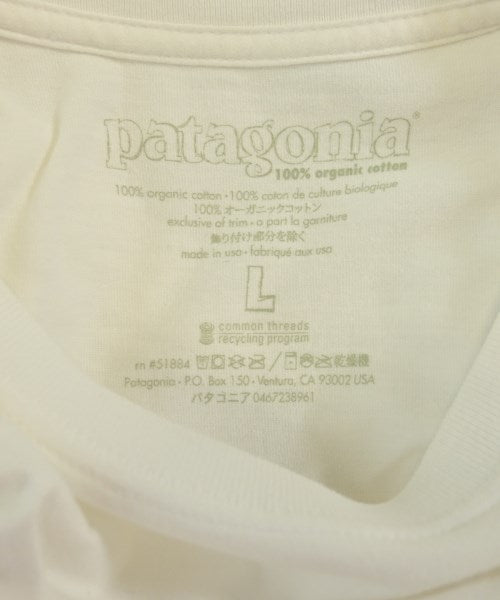 patagonia®
100% organic cotton
100% organic cotton • 100% coton de culture biologique
100% オーガニックコットン
exclusive of trim • a part la garniture
飾り付け部分を除く
made in usa • fabriqué aux usa
L
common threads
recycling program
rn #51884 / 乾燥機
Patagonia • P.O. Box 150 • Ventura, CA 93002 USA
パタゴニア 0467238961